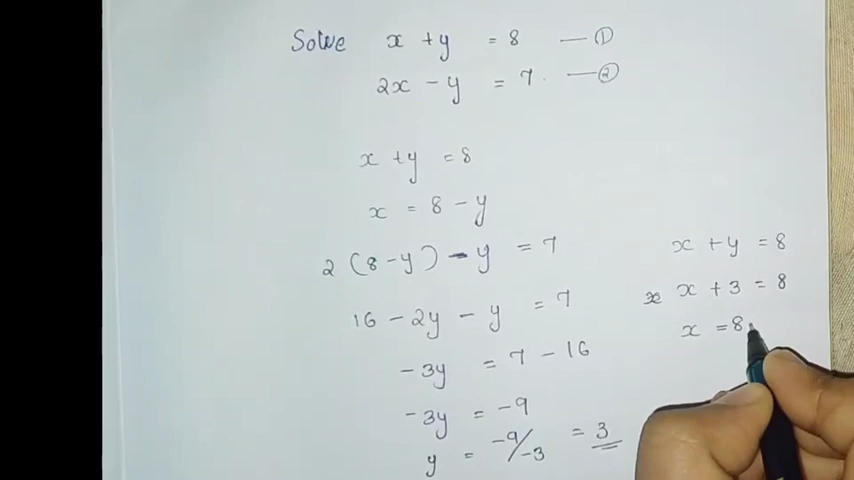 Solve x + y = 8 — ①
2x - y = 7. — ②
x + y = 8
x = 8 - y
2 (8 - y) - y = 7
16 - 2y - y = 7
-3y = 7 - 16
-3y = -9
y = -9/-3 = 3
x + y = 8
x + 3 = 8
x = 8